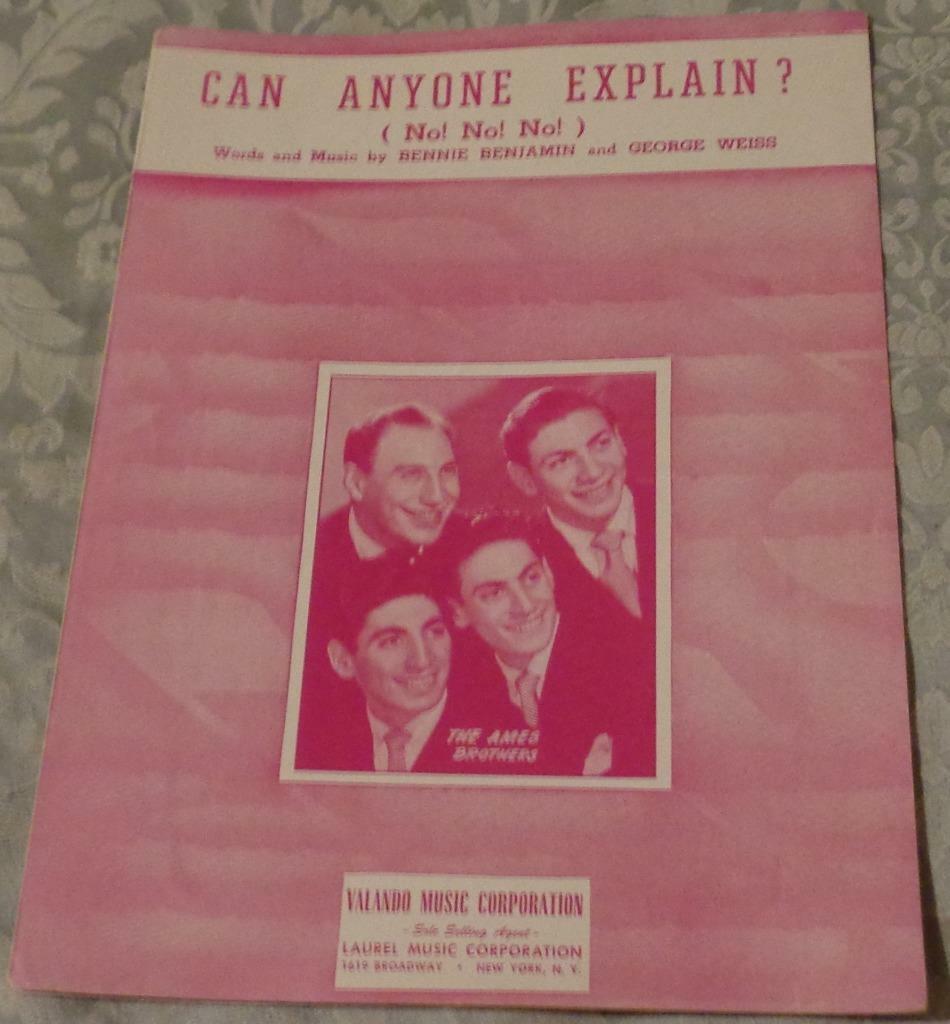 CAN ANYONE EXPLAIN?
( No! No! No! )
Words and Music by BENNIE BENJAMIN and GEORGE WEISS
THE AMES
BROTHERS
VALANDO MUSIC CORPORATION
- Sole Selling Agent -
LAUREL MUSIC CORPORATION
1619 BROADWAY • NEW YORK, N. Y.